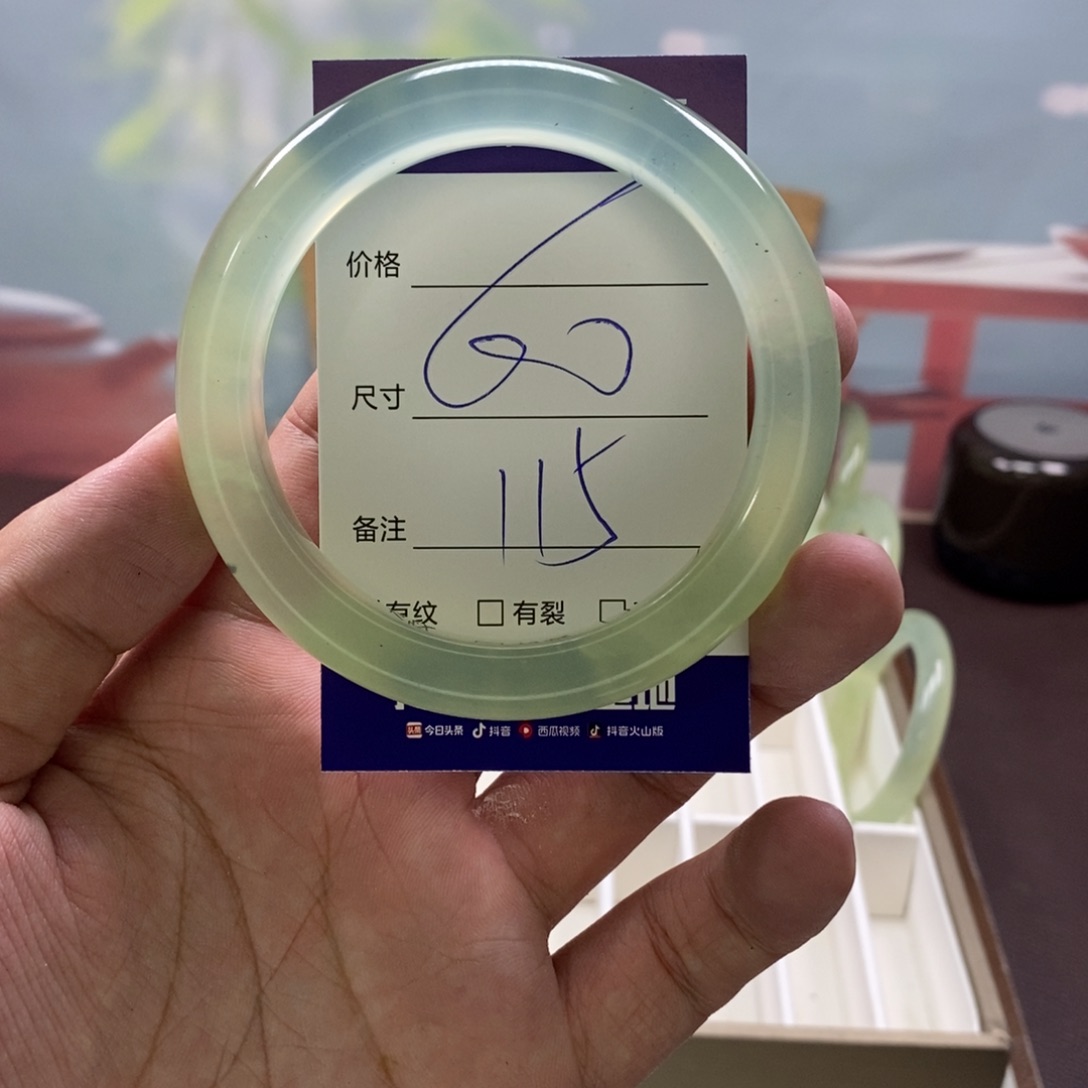 价格
60
尺寸
115
备注
有纹 □ 有裂 □
地
今日头条 抖音 西瓜视频 抖音火山版